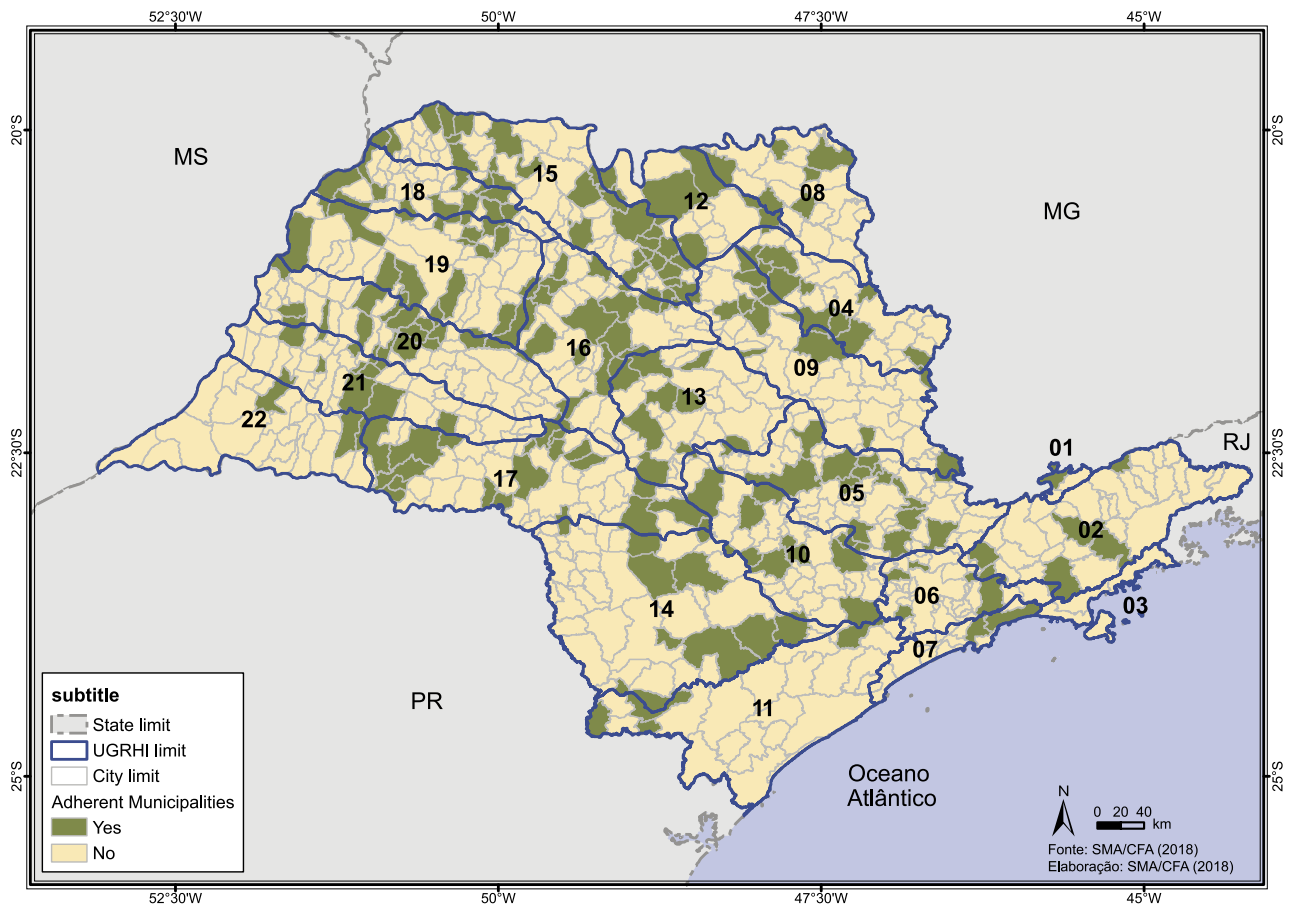 52°30'W 50°W 47°30'W 45°W
20°S
20°S
MS
15
18
12
08
MG
19
04
20
16
09
21
13
22
RJ
01
22°30'S
22°30'S
17
05
02
10
06
03
14
07
11
PR
subtitle
State limit
UGRHI limit
City limit
Adherent Municipalities
Yes
No
25°S
25°S
Oceano
Atlântico
N
0 20 40
km
Fonte: SMA/CFA (2018)
Elaboração: SMA/CFA (2018)
52°30'W 50°W 47°30'W 45°W